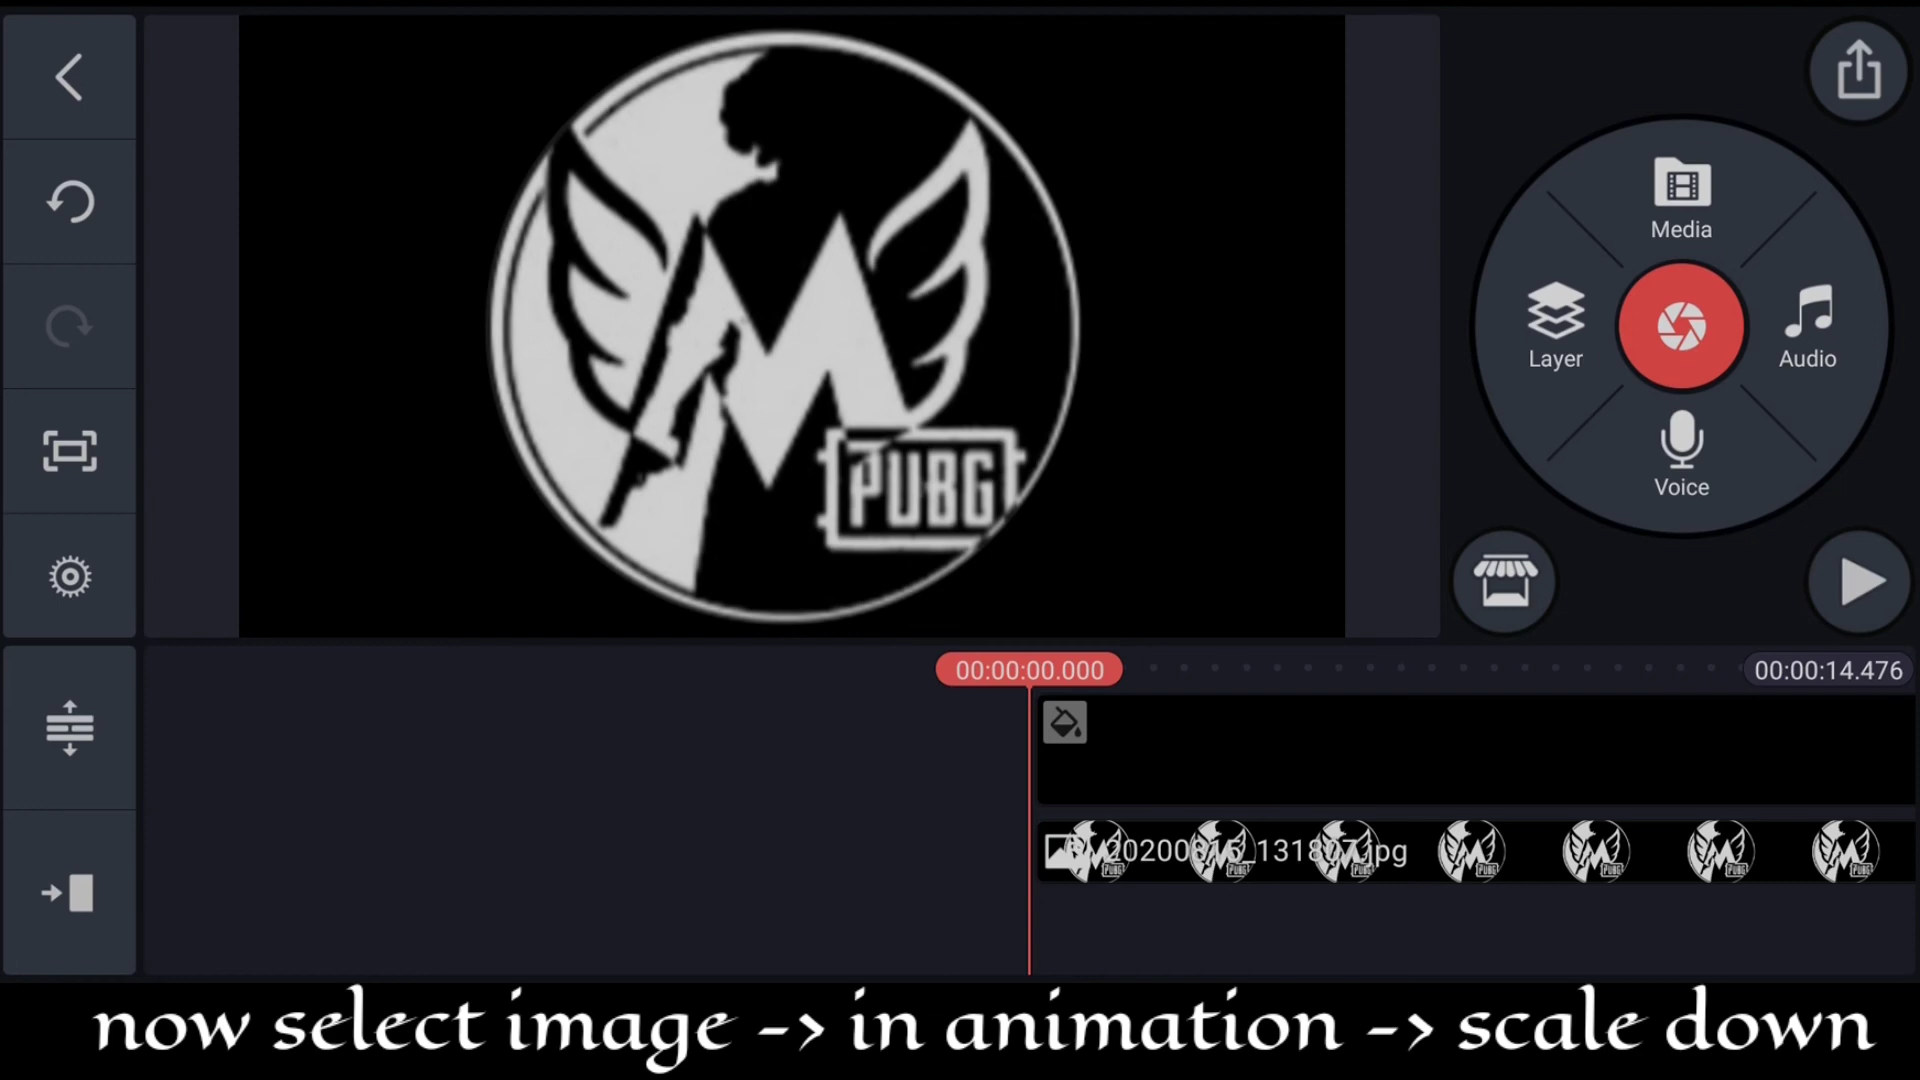 Media
Layer
Audio
Voice
M
PUBG
00:00:00.000
00:00:14.476
now select image -> in animation -> scale down